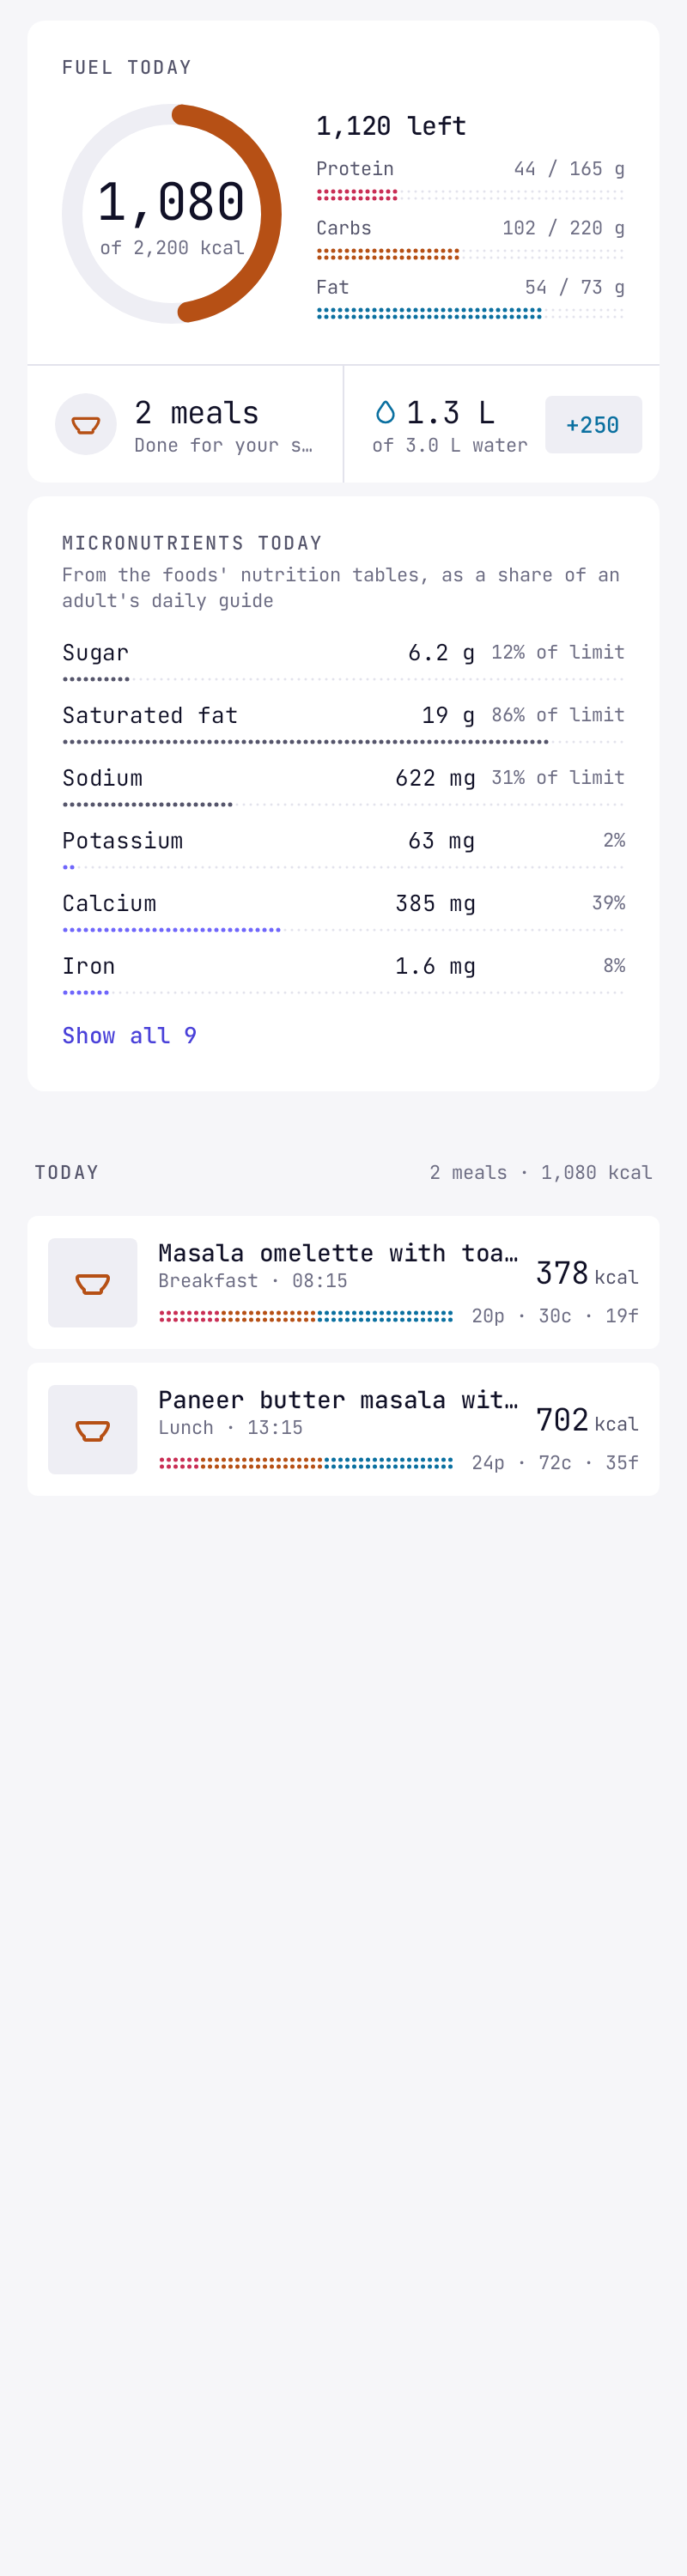 FUEL TODAY
1,080
of 2,200 kcal
1,120 left
Protein 44 / 165 g
Carbs 102 / 220 g
Fat 54 / 73 g
2 meals
Done for your s…
1.3 L
of 3.0 L water
+250
MICRONUTRIENTS TODAY
From the foods' nutrition tables, as a share of an
adult's daily guide
Sugar 6.2 g 12% of limit
Saturated fat 19 g 86% of limit
Sodium 622 mg 31% of limit
Potassium 63 mg 2%
Calcium 385 mg 39%
Iron 1.6 mg 8%
Show all 9
TODAY 2 meals · 1,080 kcal
Masala omelette with toa…
Breakfast · 08:15
378 kcal
20p · 30c · 19f
Paneer butter masala wit…
Lunch · 13:15
702 kcal
24p · 72c · 35f